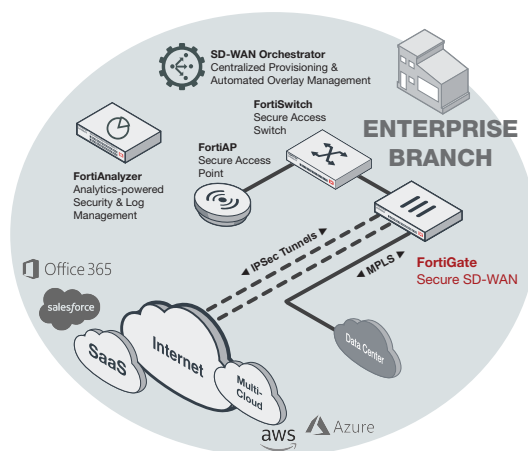 SD-WAN Orchestrator
Centralized Provisioning &
Automated Overlay Management
FortiSwitch
Secure Access
Switch
ENTERPRISE
BRANCH
FortiAP
Secure Access
Point
FortiAnalyzer
Analytics-powered
Security & Log
Management
FortiGate
Secure SD-WAN
◄ IPSec Tunnels ►
◄ MPLS ►
Office 365
salesforce
SaaS
Internet
Multi-
Cloud
Data Center
aws
Azure